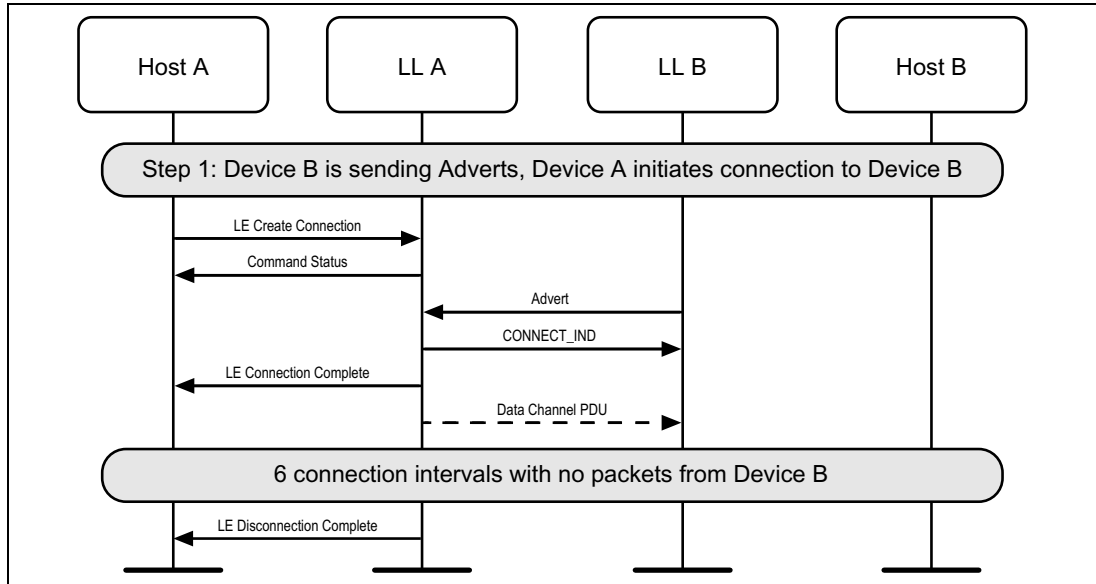 Host A
LL A
LL B
Host B
Step 1: Device B is sending Adverts, Device A initiates connection to Device B
LE Create Connection
Command Status
Advert
CONNECT_IND
LE Connection Complete
Data Channel PDU
6 connection intervals with no packets from Device B
LE Disconnection Complete